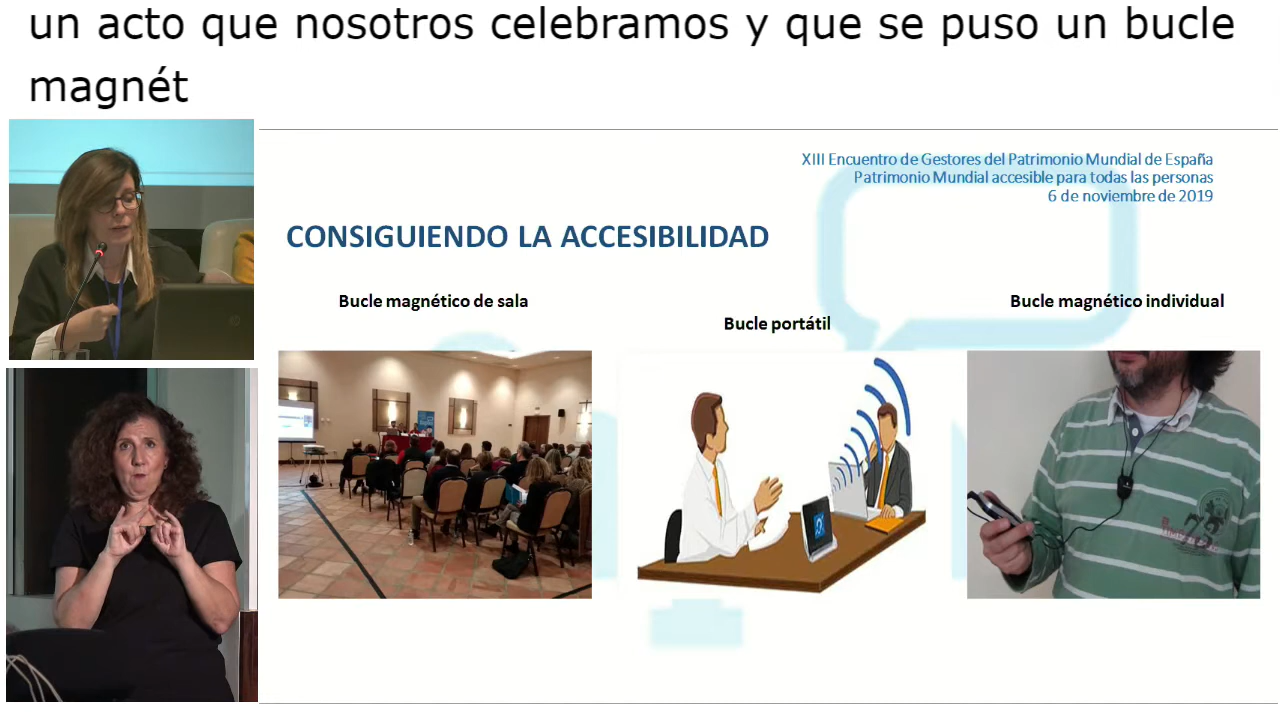 un acto que nosotros celebramos y que se puso un bucle
magnét
XIII Encuentro de Gestores del Patrimonio Mundial de España
Patrimonio Mundial accesible para todas las personas
6 de noviembre de 2019
CONSIGUIENDO LA ACCESIBILIDAD
Bucle magnético de sala
Bucle portátil
Bucle magnético individual